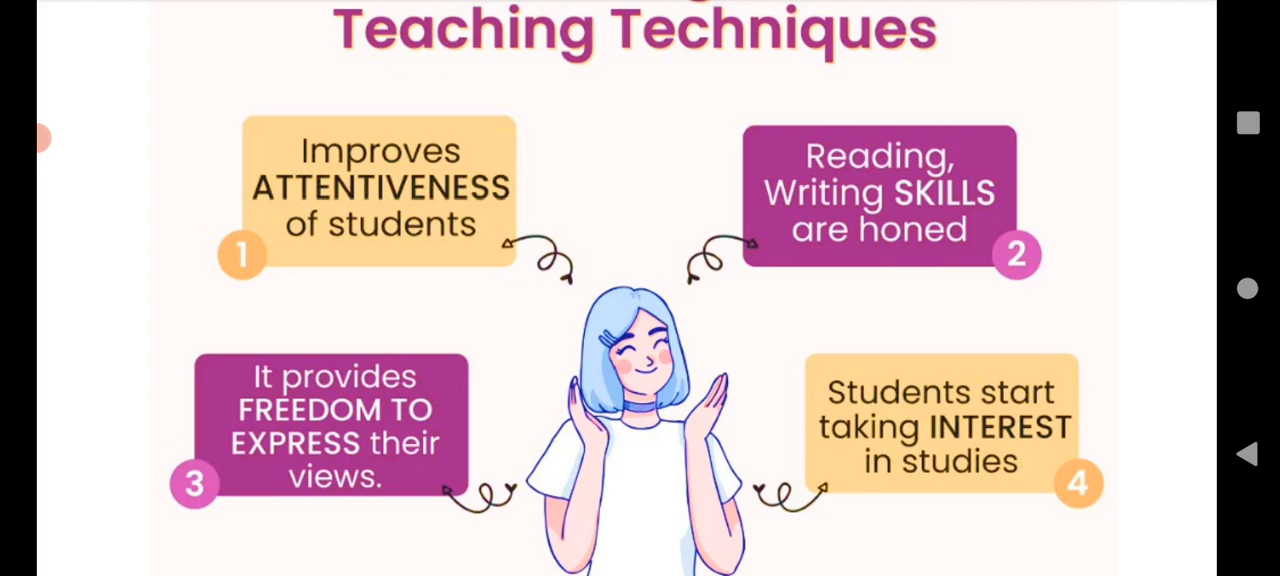 Teaching Techniques
Improves
ATTENTIVENESS
of students
1
Reading,
Writing SKILLS
are honed
2
It provides
FREEDOM TO
EXPRESS their
views.
3
Students start
taking INTEREST
in studies
4